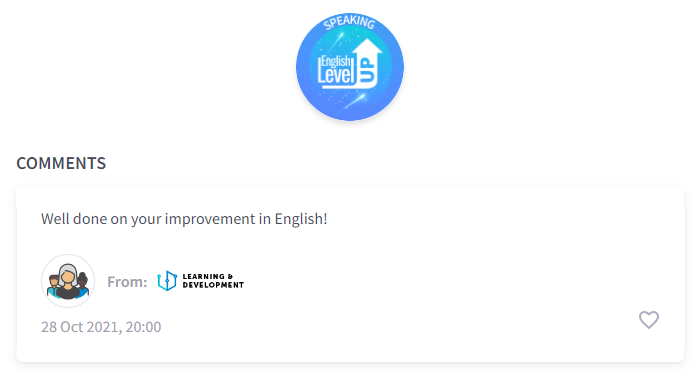 SPEAKING
English
Level UP
COMMENTS
Well done on your improvement in English!
From: LEARNING &
DEVELOPMENT
28 Oct 2021, 20:00